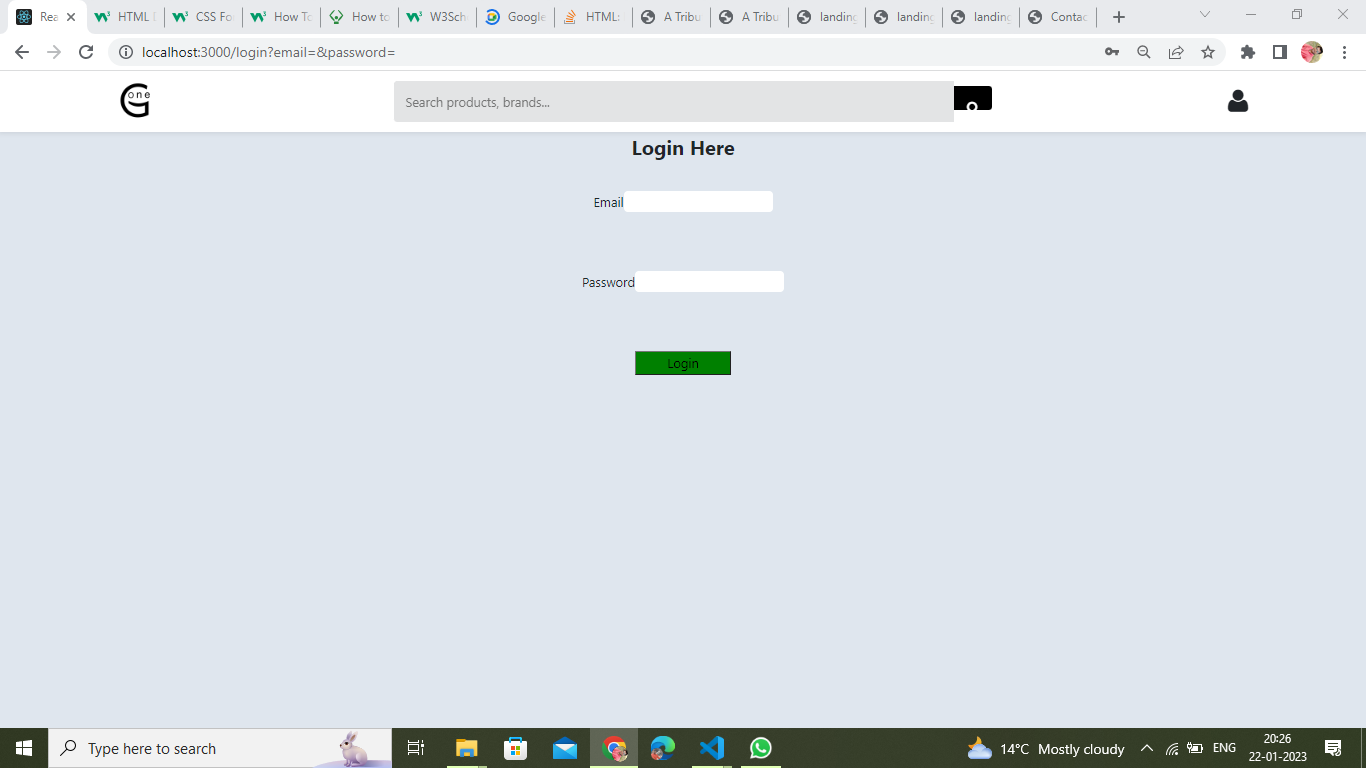 Rea
HTML
CSS Fo
How To
How to
W3Sch
Google
HTML:
A Tribu
A Tribu
landing
landing
landing
Contac
localhost:3000/login?email=&password=
one
G
Search products, brands...
Login Here
Email
Password
Login
Type here to search
14°C Mostly cloudy
ENG
20:26
22-01-2023